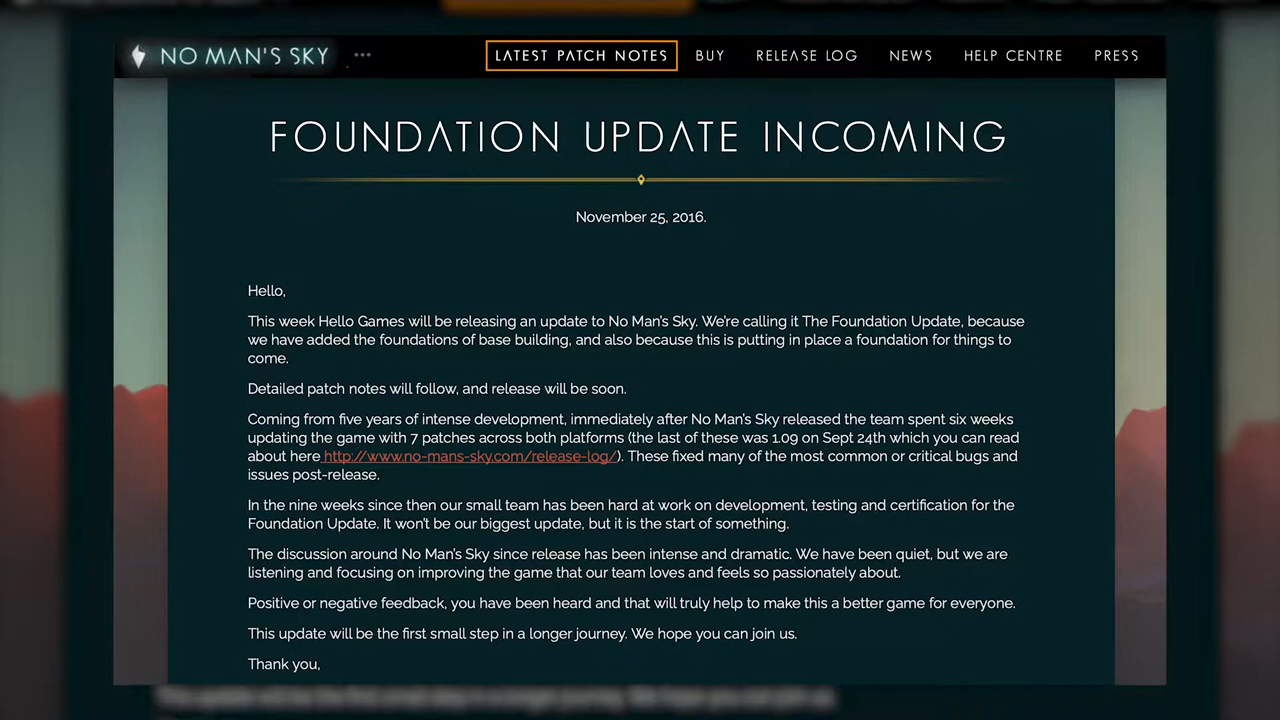 NO MAN'S SKY
LATEST PATCH NOTES
BUY
RELEASE LOG
NEWS
HELP CENTRE
PRESS
FOUNDATION UPDATE INCOMING
November 25, 2016.
Hello,
This week Hello Games will be releasing an update to No Man's Sky. We're calling it The Foundation Update, because
we have added the foundations of base building, and also because this is putting in place a foundation for things to
come.
Detailed patch notes will follow, and release will be soon.
Coming from five years of intense development, immediately after No Man's Sky released the team spent six weeks
updating the game with 7 patches across both platforms (the last of these was 1.09 on Sept 24th which you can read
about here http://www.no-mans-sky.com/release-log/). These fixed many of the most common or critical bugs and
issues post-release.
In the nine weeks since then our small team has been hard at work on development, testing and certification for the
Foundation Update. It won't be our biggest update, but it is the start of something.
The discussion around No Man's Sky since release has been intense and dramatic. We have been quiet, but we are
listening and focusing on improving the game that our team loves and feels so passionately about.
Positive or negative feedback, you have been heard and that will truly help to make this a better game for everyone.
This update will be the first small step in a longer journey. We hope you can join us.
Thank you,